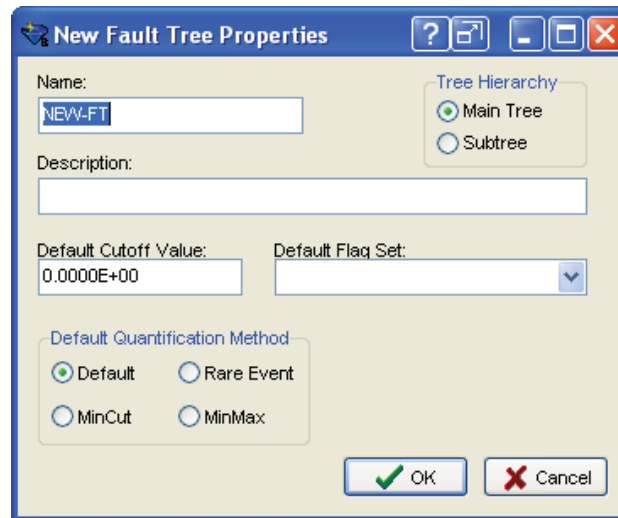 New Fault Tree Properties
Name:
NEW-FT
Tree Hierarchy
Main Tree
Subtree
Description:
Default Cutoff Value:
Default Flag Set:
0.0000E+00
Default Quantification Method
Default
Rare Event
MinCut
MinMax
OK
Cancel